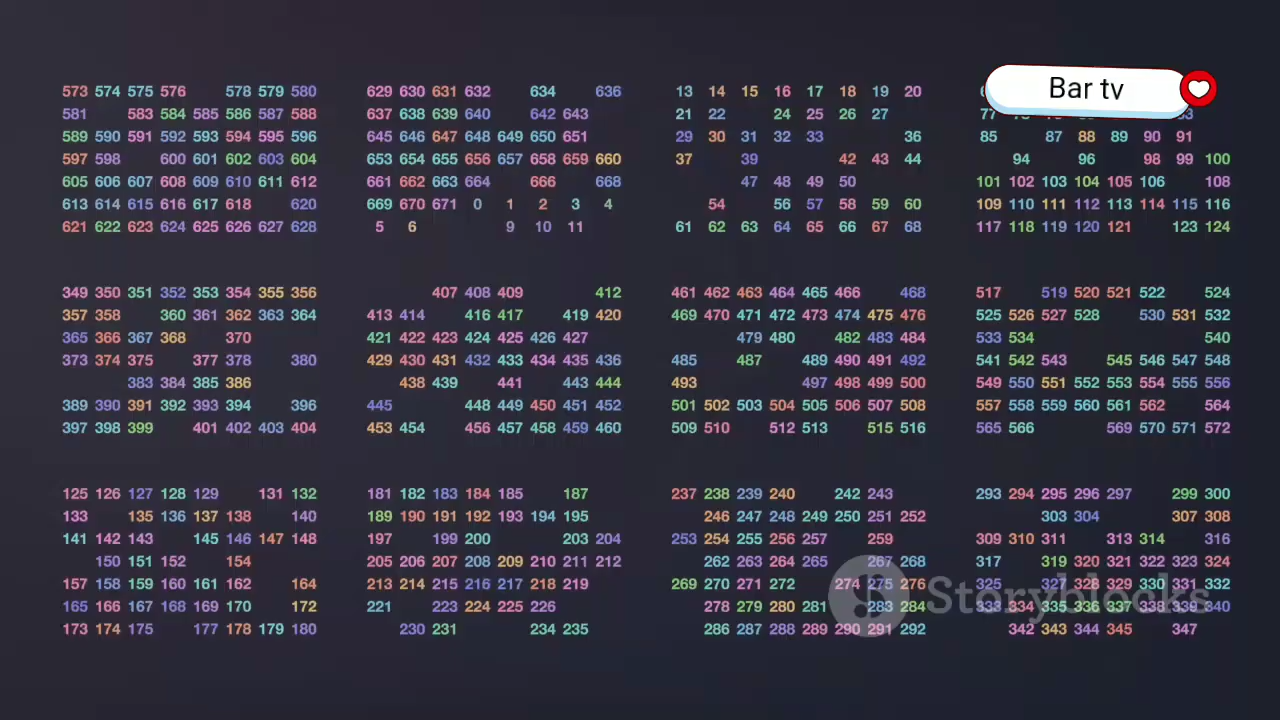 Bar tv
573 574 575 576 578 579 580
581 583 584 585 586 587 588
589 590 591 592 593 594 595 596
597 598 600 601 602 603 604
605 606 607 608 609 610 611 612
613 614 615 616 617 618 620
621 622 623 624 625 626 627 628
629 630 631 632 634 636
637 638 639 640 642 643
645 646 647 648 649 650 651
653 654 655 656 657 658 659 660
661 662 663 664 666 668
669 670 671 0 1 2 3 4
5 6 9 10 11
13 14 15 16 17 18 19 20
21 22 24 25 26 27
29 30 31 32 33 36
37 39 42 43 44
47 48 49 50
54 56 57 58 59 60
61 62 63 64 65 66 67 68
77
85 87 88 89 90 91
94 96 98 99 100
101 102 103 104 105 106 108
109 110 111 112 113 114 115 116
117 118 119 120 121 123 124
349 350 351 352 353 354 355 356
357 358 360 361 362 363 364
365 366 367 368 370
373 374 375 377 378 380
383 384 385 386
389 390 391 392 393 394 396
397 398 399 401 402 403 404
407 408 409 412
413 414 416 417 419 420
421 422 423 424 425 426 427
429 430 431 432 433 434 435 436
438 439 441 443 444
445 448 449 450 451 452
453 454 456 457 458 459 460
461 462 463 464 465 466 468
469 470 471 472 473 474 475 476
479 480 482 483 484
485 487 489 490 491 492
493 497 498 499 500
501 502 503 504 505 506 507 508
509 510 512 513 515 516
517 519 520 521 522 524
525 526 527 528 530 531 532
533 534 540
541 542 543 545 546 547 548
549 550 551 552 553 554 555 556
557 558 559 560 561 562 564
565 566 569 570 571 572
125 126 127 128 129 131 132
133 135 136 137 138 140
141 142 143 145 146 147 148
150 151 152 154
157 158 159 160 161 162 164
165 166 167 168 169 170 172
173 174 175 177 178 179 180
181 182 183 184 185 187
189 190 191 192 193 194 195
197 199 200 203 204
205 206 207 208 209 210 211 212
213 214 215 216 217 218 219
221 223 224 225 226
230 231 234 235
237 238 239 240 242 243
246 247 248 249 250 251 252
253 254 255 256 257 259
262 263 264 265 267 268
269 270 271 272 274 275 276
278 279 280 281 283 284
286 287 288 289 290 291 292
293 294 295 296 297 299 300
303 304 307 308
309 310 311 313 314 316
317 319 320 321 322 323 324
325 327 328 329 330 331 332
333 334 335 336 337 338 339 340
342 343 344 345 347
Storyblocks